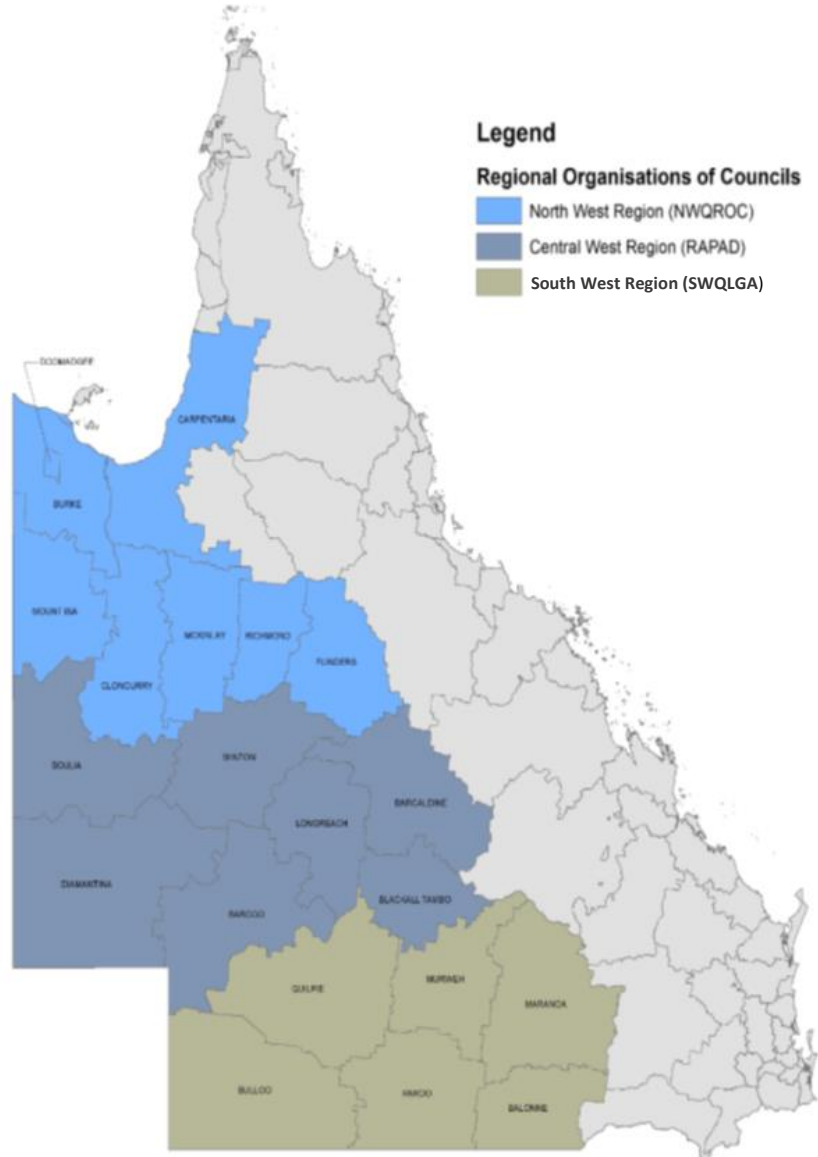 Legend
Regional Organisations of Councils
North West Region (NWQROC)
Central West Region (RAPAD)
South West Region (SWQLGA)
DOOMADGEE
CARPENTARIA
BURKE
MOUNT ISA
MCKINLAY
RICHMOND
FLINDERS
CLONCURRY
BOULIA
WINTON
LONGREACH
BARCALDINE
DIAMANTINA
BARCOO
BLACKALL TAMBO
QUILPIE
MURWEH
MARANOA
BULLOO
PAROO
BALONNE